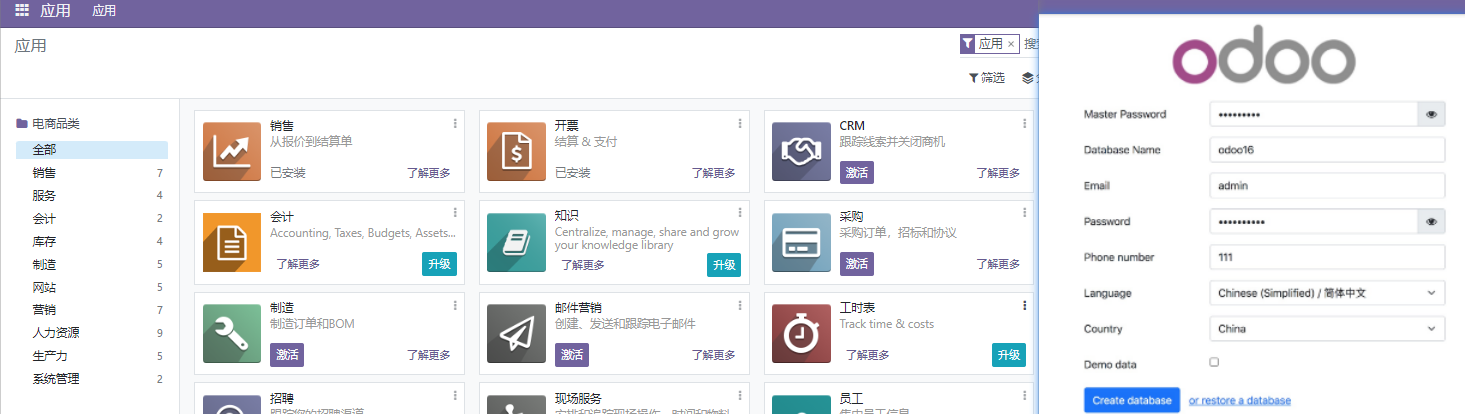 应用
应用
应用
应用 ×
筛选
电商品类
全部
销售 7
服务 4
会计 2
库存 4
制造 5
网站 5
营销 7
人力资源 9
生产力 5
系统管理 2
销售
从报价到结算单
已安装
了解更多
开票
结算 & 支付
已安装
了解更多
CRM
跟踪线索并关闭商机
激活
了解更多
会计
Accounting, Taxes, Budgets, Assets...
了解更多
升级
知识
Centralize, manage, share and grow
your knowledge library
了解更多
升级
采购
采购订单，招标和协议
激活
了解更多
制造
制造订单和BOM
激活
了解更多
邮件营销
创建、发送和跟踪电子邮件
激活
了解更多
工时表
Track time & costs
了解更多
升级
招聘
现场服务
员工
odoo
Master Password •••••••••
Database Name odoo16
Email admin
Password ••••••••••
Phone number 111
Language Chinese (Simplified) / 简体中文
Country China
Demo data
Create database or restore a database